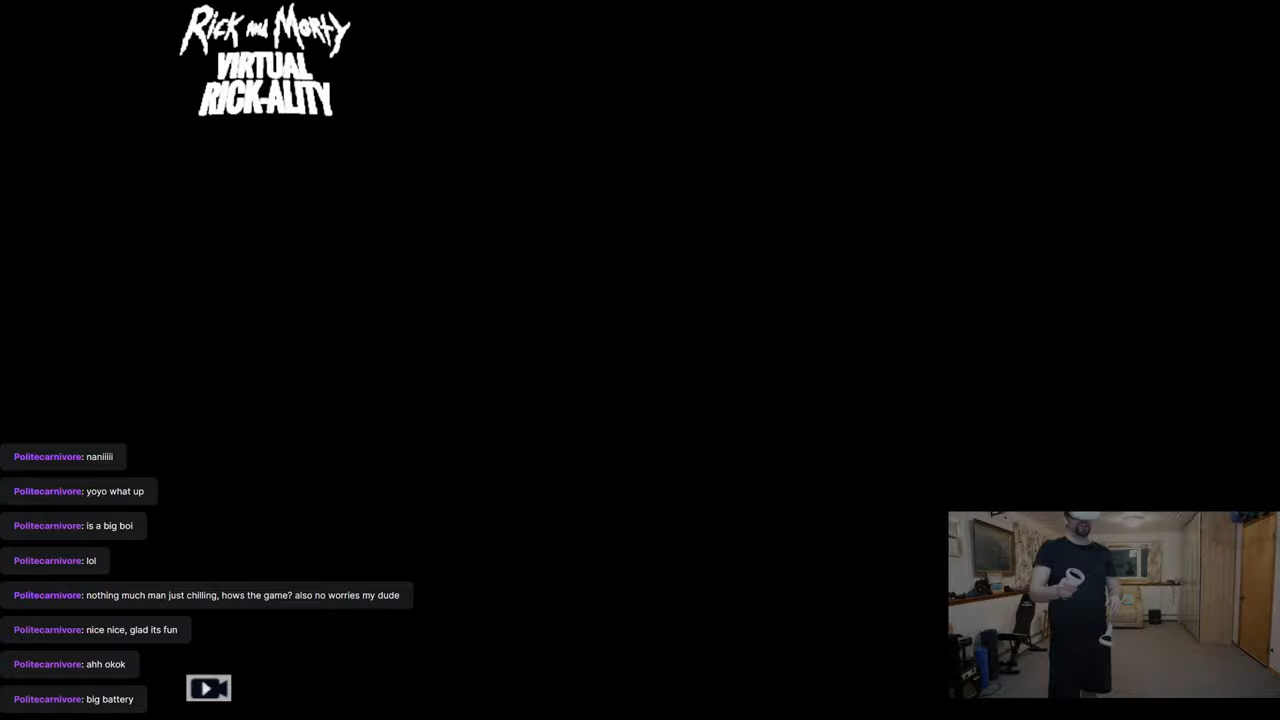 Rick and Morty
VIRTUAL
RICK-ALITY
Politecarnivore: naniiiii
Politecarnivore: yoyo what up
Politecarnivore: is a big boi
Politecarnivore: lol
Politecarnivore: nothing much man just chilling, hows the game? also no worries my dude
Politecarnivore: nice nice, glad its fun
Politecarnivore: ahh okok
Politecarnivore: big battery